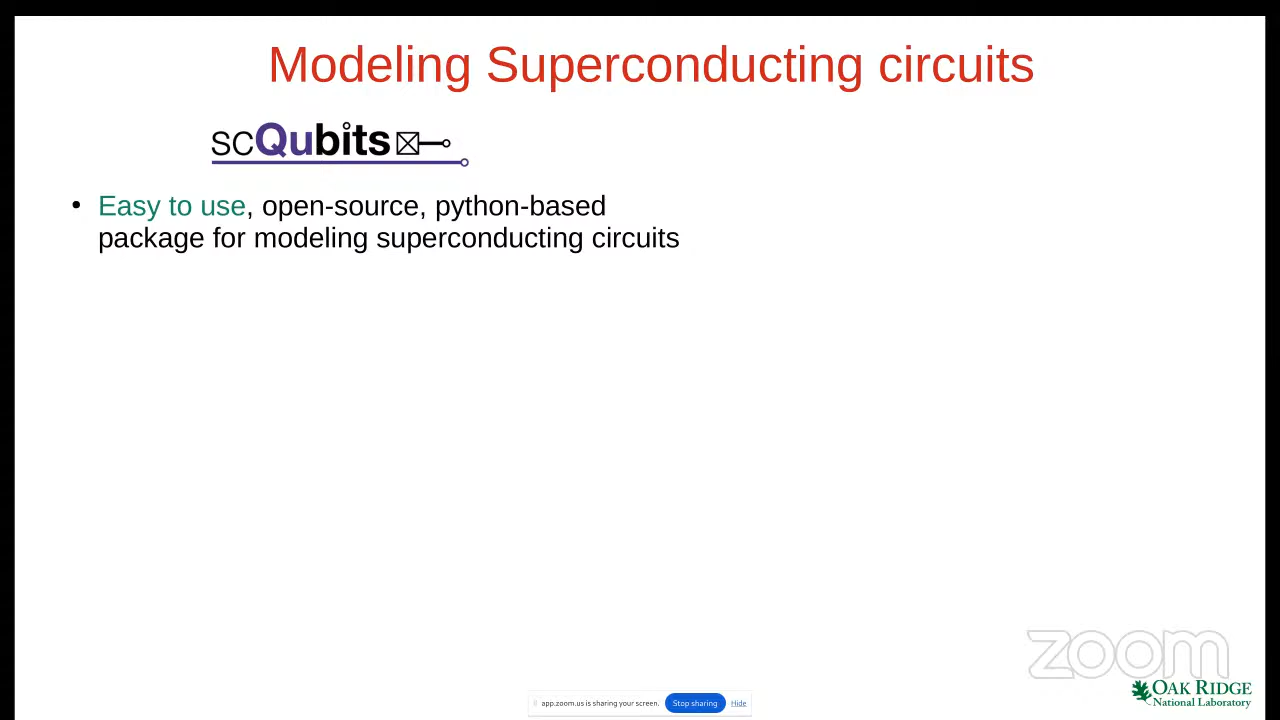 Modeling Superconducting circuits
scQubits
• Easy to use, open-source, python-based
package for modeling superconducting circuits
zoom
OAK RIDGE
National Laboratory
app.zoom.us is sharing your screen. Stop sharing Hide